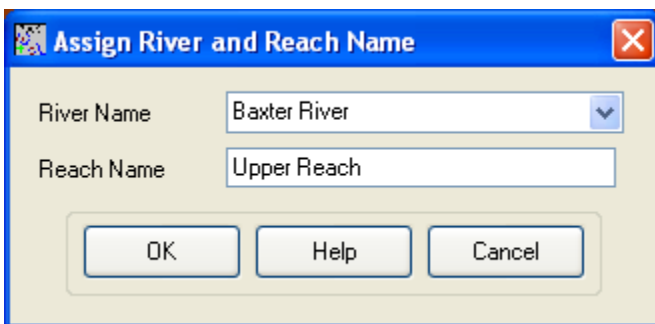 Assign River and Reach Name
River Name Baxter River
Reach Name Upper Reach
OK Help Cancel